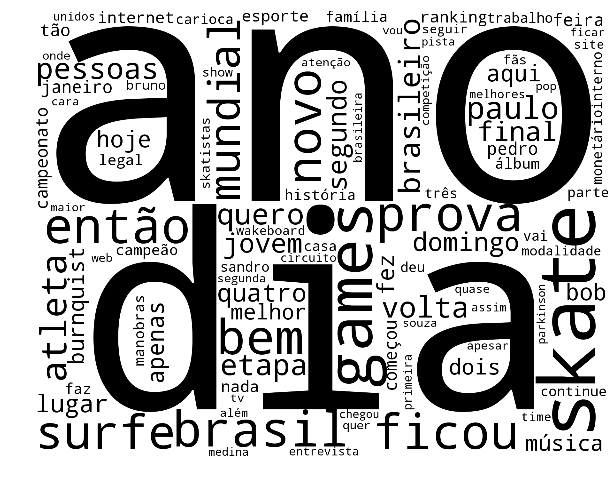 unidos internet carioca esporte família ranking trabalho feira
tão vou seguir ficar
onde ano pista site
pessoas show atenção fãs
janeiro bruno mundial novo segundo brasileiro competição aqui interno
cara melhores pop
campeonato hoje skatistas brasileira paulo monetário
legal final
pedro
álbum
maior história três parte
então quero prova
wakeboard
campeão jovem casa domingo vai
web circuito modalidade
atleta burnquist sandro games fez deu skate
segunda quase
dia quatro volta assim bob
manobras apenas melhor souza parkinson
bem começou apesar
etapa dois
faz nada primeira continue
lugar tv
além chegou time
surfe brasil quer ficou música
medina entrevista